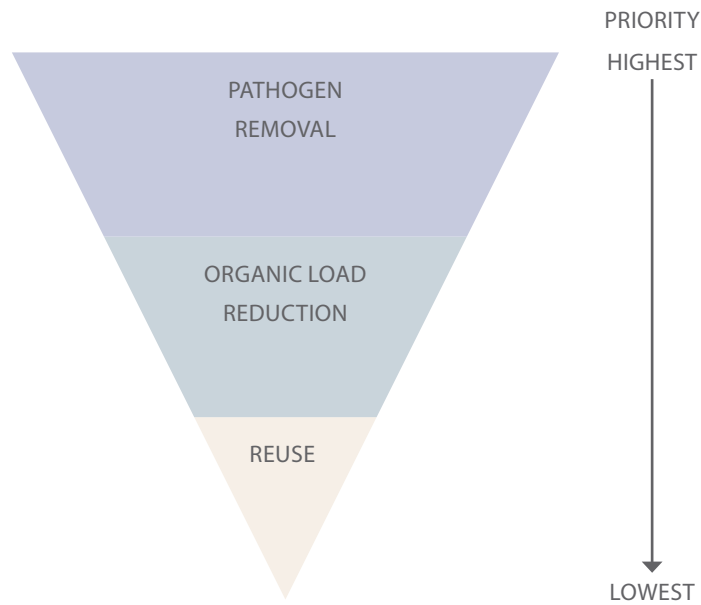 PRIORITY
HIGHEST
PATHOGEN
REMOVAL
ORGANIC LOAD
REDUCTION
REUSE
LOWEST